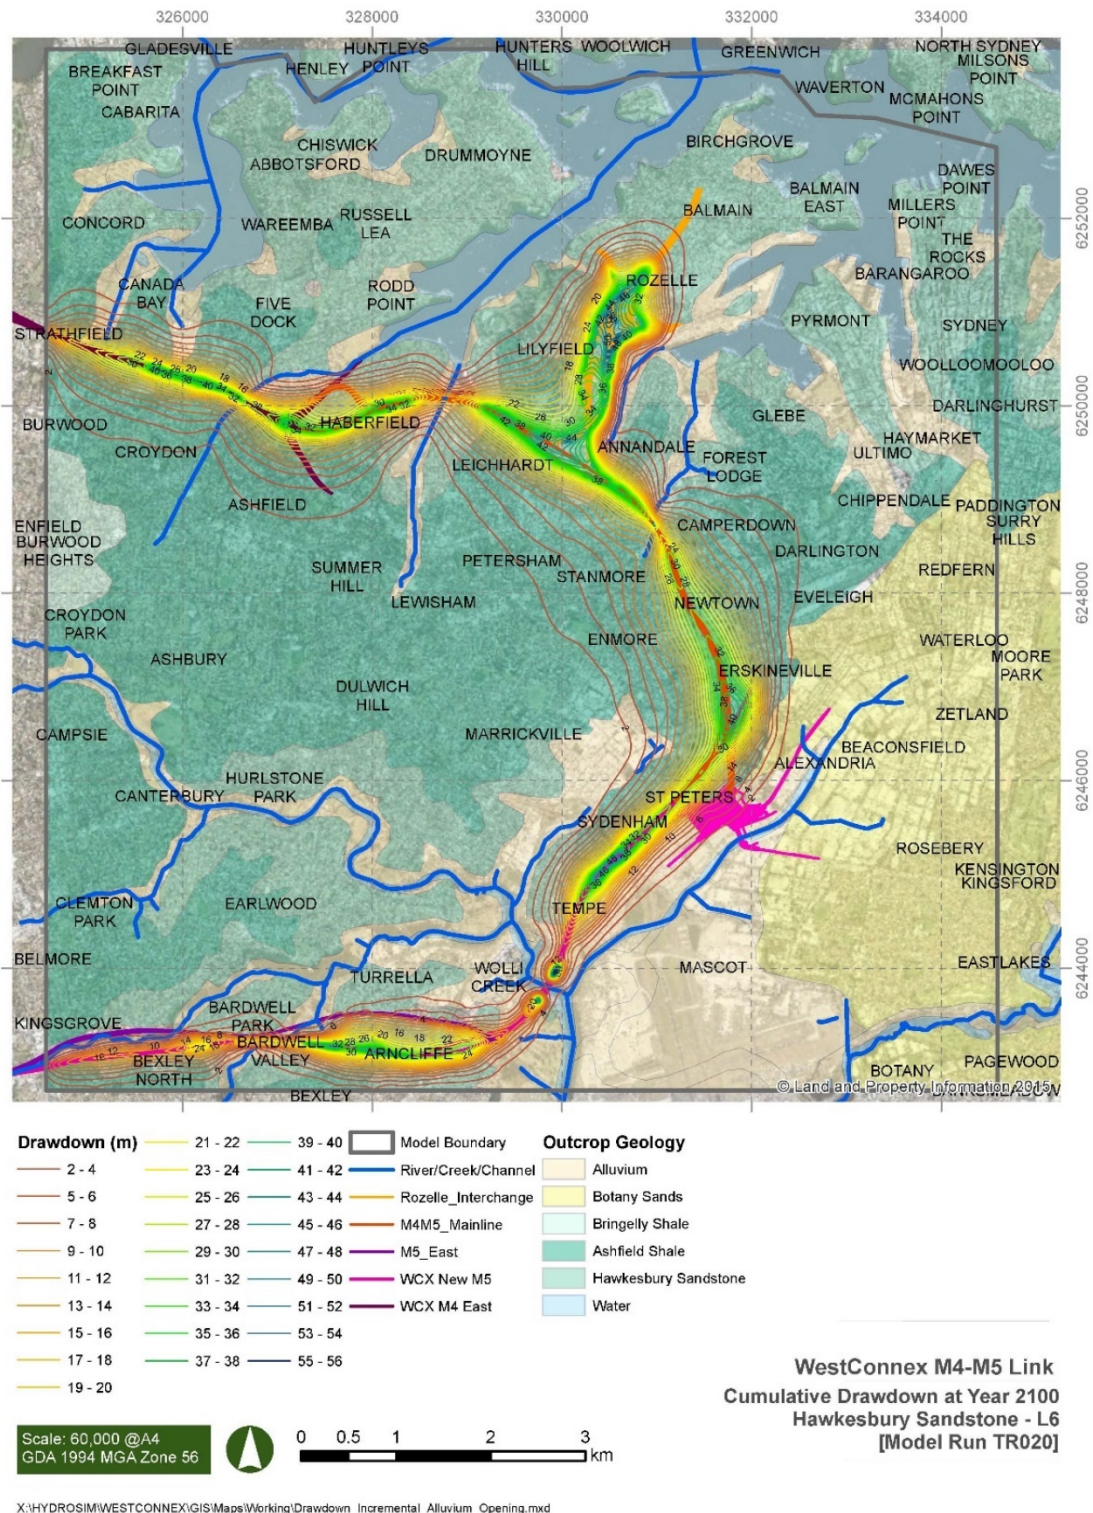 326000 328000 330000 332000 334000
GLADESVILLE HUNTLEYS POINT HUNTERS HILL WOOLWICH GREENWICH NORTH SYDNEY
BREAKFAST POINT HENLEY MILSONS POINT
WAVERTON
CABARITA MCMAHONS POINT
CHISWICK BIRCHGROVE
ABBOTSFORD DRUMMOYNE
DAWES POINT
BALMAIN EAST
CONCORD WAREEMBA RUSSELL LEA BALMAIN MILLERS POINT
6252000
THE ROCKS
CANADA BAY RODD POINT ROZELLE BARANGAROO
FIVE DOCK
STRATHFIELD PYRMONT SYDNEY
LILYFIELD WOOLLOOMOOLOO
6250000
BURWOOD HABERFIELD GLEBE DARLINGHURST
CROYDON ANNANDALE HAYMARKET
LEICHHARDT FOREST LODGE ULTIMO
ASHFIELD CHIPPENDALE PADDINGTON
ENFIELD CAMPERDOWN SURRY HILLS
BURWOOD HEIGHTS DARLINGTON
SUMMER HILL PETERSHAM STANMORE REDFERN
6248000
LEWISHAM NEWTOWN EVELEIGH
CROYDON PARK ENMORE WATERLOO
ASHBURY ERSKINEVILLE MOORE PARK
DULWICH HILL
CAMPSIE MARRICKVILLE ZETLAND
BEACONSFIELD
ALEXANDRIA
6246000
HURLSTONE PARK
CANTERBURY ST PETERS
SYDENHAM
ROSEBERY
KENSINGTON
KINGSFORD
CLEMTON PARK EARLWOOD TEMPE
BELMORE TURRELLA WOLLI CREEK MASCOT EASTLAKES
6244000
KINGSGROVE BARDWELL PARK
BARDWELL VALLEY ARNCLIFFE
BEXLEY NORTH PAGEWOOD
BOTANY
BEXLEY © Land and Property Information 2015
BANKSMEADOW
Drawdown (m)
2 - 4
5 - 6
7 - 8
9 - 10
11 - 12
13 - 14
15 - 16
17 - 18
19 - 20
21 - 22
23 - 24
25 - 26
27 - 28
29 - 30
31 - 32
33 - 34
35 - 36
37 - 38
39 - 40
41 - 42
43 - 44
45 - 46
47 - 48
49 - 50
51 - 52
53 - 54
55 - 56
Model Boundary
River/Creek/Channel
Rozelle_Interchange
M4M5_Mainline
M5_East
WCX New M5
WCX M4 East
Outcrop Geology
Alluvium
Botany Sands
Bringelly Shale
Ashfield Shale
Hawkesbury Sandstone
Water
WestConnex M4-M5 Link
Cumulative Drawdown at Year 2100
Hawkesbury Sandstone - L6
[Model Run TR020]
Scale: 60,000 @A4
GDA 1994 MGA Zone 56
0 0.5 1 2 3
km
X:\HYDROSIM\WESTCONNEX\GIS\Maps\Working\Drawdown_Incremental_Alluvium_Opening.mxd